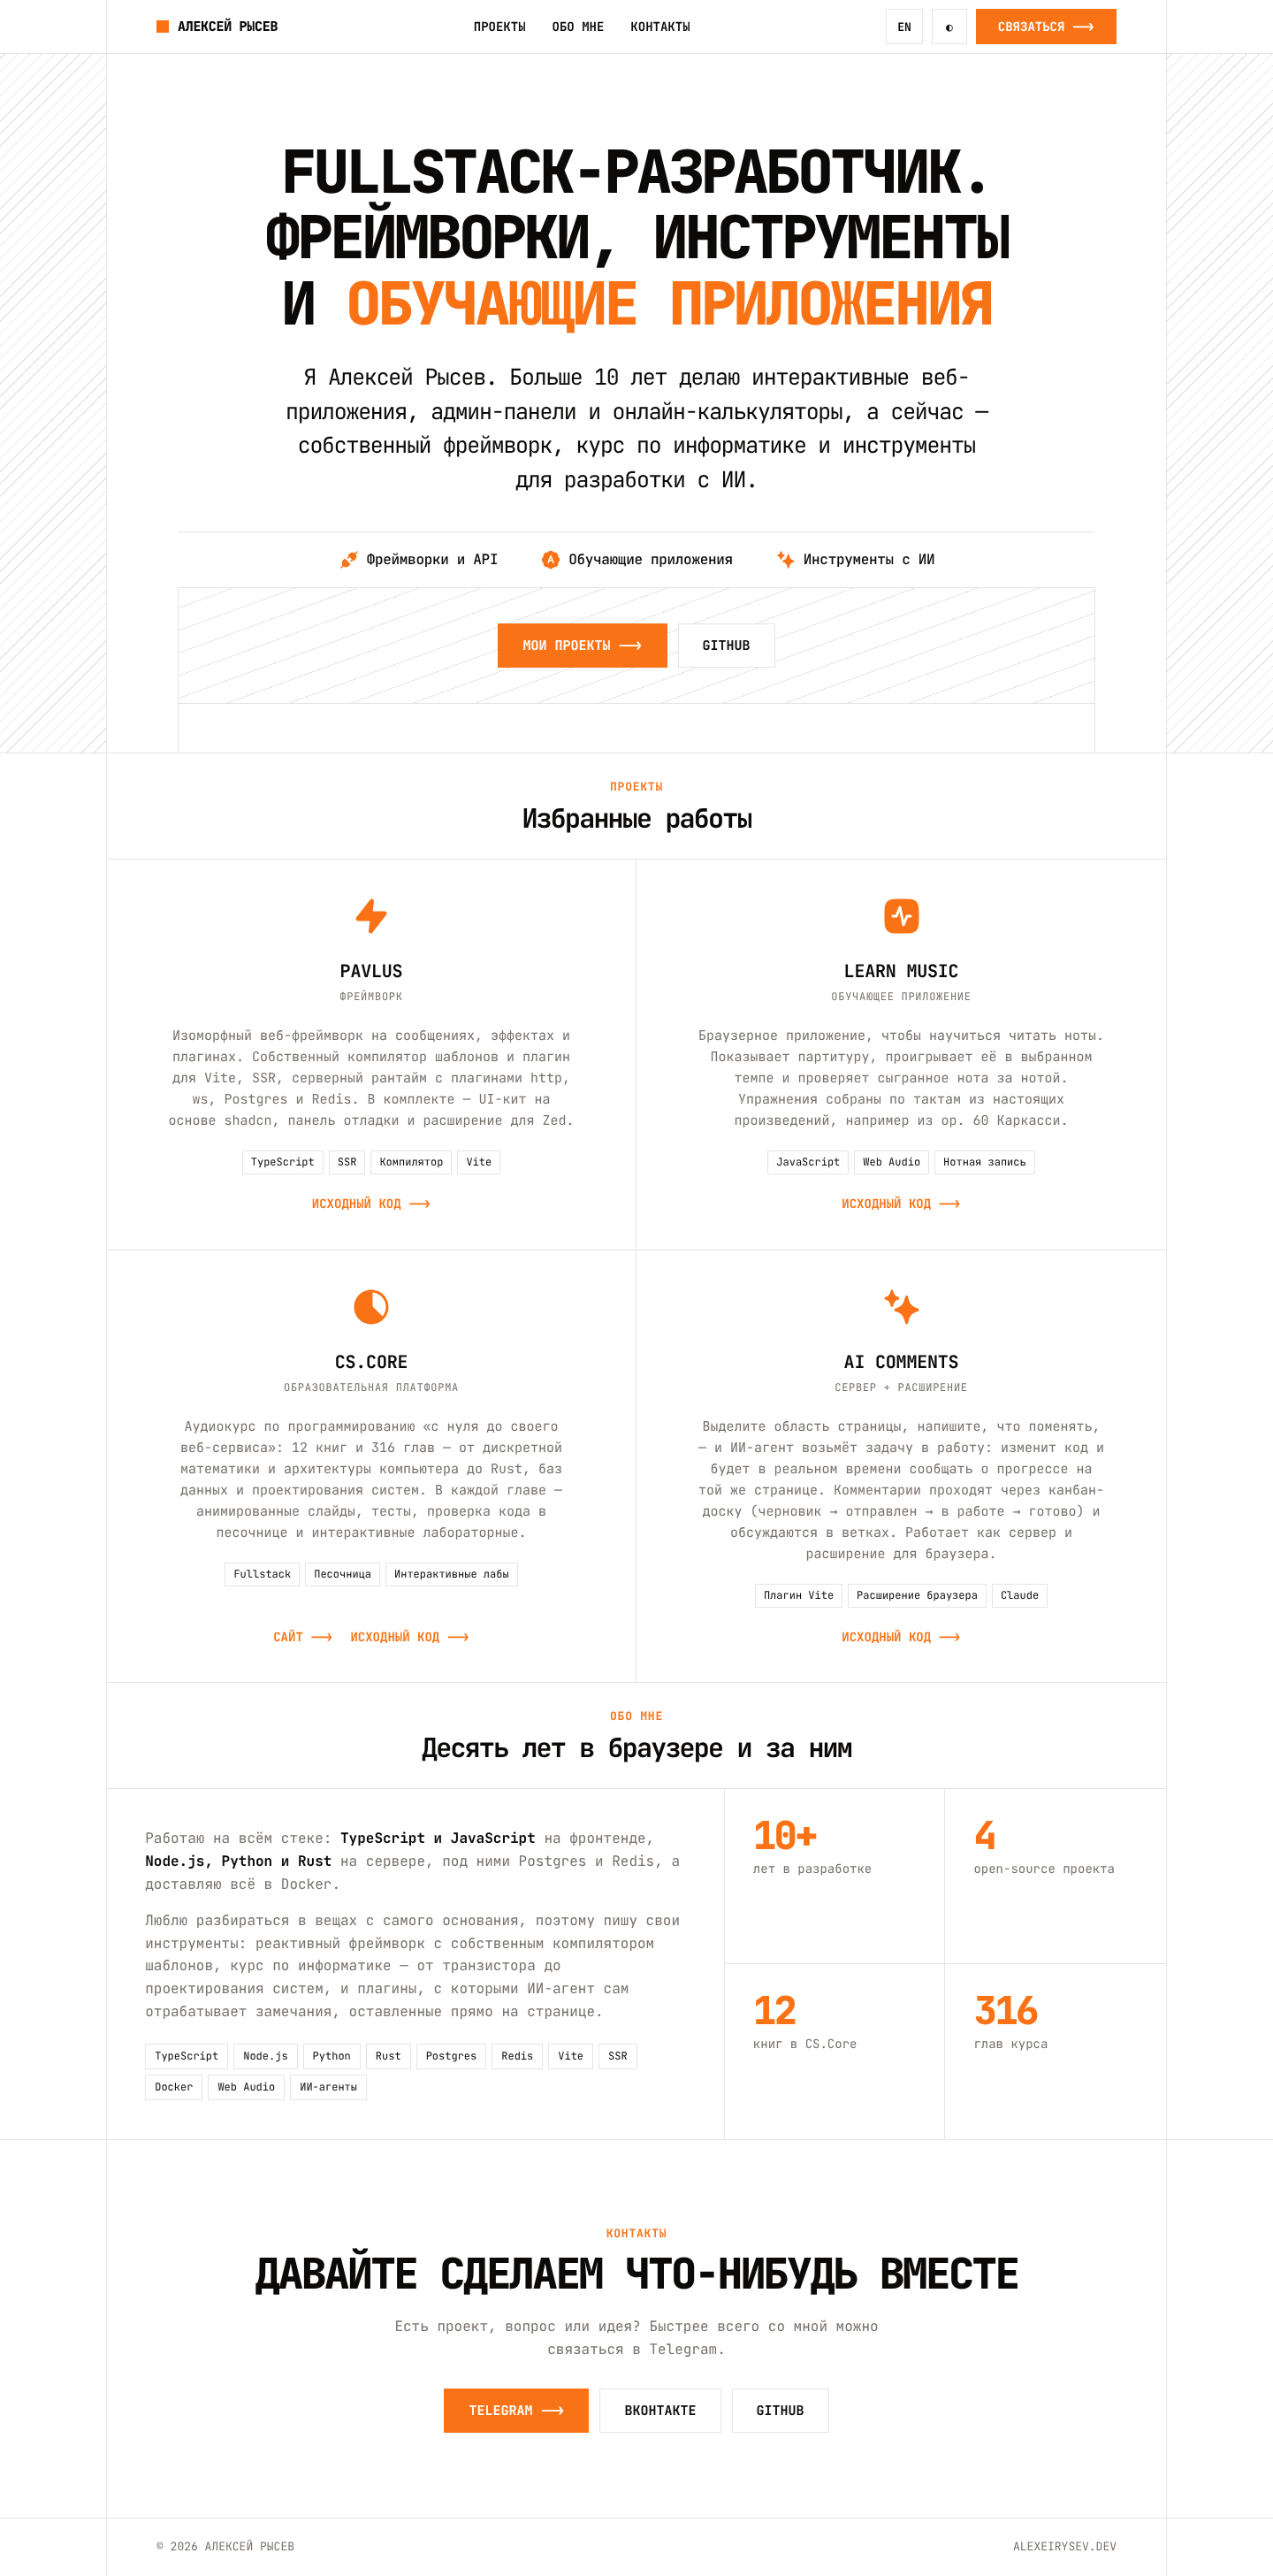 АЛЕКСЕЙ РЫСЕВ
ПРОЕКТЫ ОБО МНЕ КОНТАКТЫ
EN
СВЯЗАТЬСЯ ⟶
FULLSTACK-РАЗРАБОТЧИК.
ФРЕЙМВОРКИ, ИНСТРУМЕНТЫ
И ОБУЧАЮЩИЕ ПРИЛОЖЕНИЯ
Я Алексей Рысев. Больше 10 лет делаю интерактивные веб-
приложения, админ-панели и онлайн-калькуляторы, а сейчас —
собственный фреймворк, курс по информатике и инструменты
для разработки с ИИ.
Фреймворки и API
Обучающие приложения
Инструменты с ИИ
МОИ ПРОЕКТЫ ⟶
GITHUB
ПРОЕКТЫ
Избранные работы
PAVLUS
ФРЕЙМВОРК
Изоморфный веб-фреймворк на сообщениях, эффектах и
плагинах. Собственный компилятор шаблонов и плагин
для Vite, SSR, серверный рантайм с плагинами http,
ws, Postgres и Redis. В комплекте — UI-кит на
основе shadcn, панель отладки и расширение для Zed.
TypeScript SSR Компилятор Vite
ИСХОДНЫЙ КОД ⟶
LEARN MUSIC
ОБУЧАЮЩЕЕ ПРИЛОЖЕНИЕ
Браузерное приложение, чтобы научиться читать ноты.
Показывает партитуру, проигрывает её в выбранном
темпе и проверяет сыгранное нота за нотой.
Упражнения собраны по тактам из настоящих
произведений, например из op. 60 Каркасси.
JavaScript Web Audio Нотная запись
ИСХОДНЫЙ КОД ⟶
CS.CORE
ОБРАЗОВАТЕЛЬНАЯ ПЛАТФОРМА
Аудиокурс по программированию «с нуля до своего
веб-сервиса»: 12 книг и 316 глав — от дискретной
математики и архитектуры компьютера до Rust, баз
данных и проектирования систем. В каждой главе —
анимированные слайды, тесты, проверка кода в
песочнице и интерактивные лабораторные.
Fullstack Песочница Интерактивные лабы
САЙТ ⟶ ИСХОДНЫЙ КОД ⟶
AI COMMENTS
СЕРВЕР + РАСШИРЕНИЕ
Выделите область страницы, напишите, что поменять,
— и ИИ-агент возьмёт задачу в работу: изменит код и
будет в реальном времени сообщать о прогрессе на
той же странице. Комментарии проходят через канбан-
доску (черновик → отправлен → в работе → готово) и
обсуждаются в ветках. Работает как сервер и
расширение для браузера.
Плагин Vite Расширение браузера Claude
ИСХОДНЫЙ КОД ⟶
ОБО МНЕ
Десять лет в браузере и за ним
Работаю на всём стеке: TypeScript и JavaScript на фронтенде,
Node.js, Python и Rust на сервере, под ними Postgres и Redis, а
доставляю всё в Docker.
Люблю разбираться в вещах с самого основания, поэтому пишу свои
инструменты: реактивный фреймворк с собственным компилятором
шаблонов, курс по информатике — от транзистора до
проектирования систем, и плагины, с которыми ИИ-агент сам
отрабатывает замечания, оставленные прямо на странице.
TypeScript Node.js Python Rust Postgres Redis Vite SSR
Docker Web Audio ИИ-агенты
10+
лет в разработке
4
open-source проекта
12
книг в CS.Core
316
глав курса
КОНТАКТЫ
ДАВАЙТЕ СДЕЛАЕМ ЧТО-НИБУДЬ ВМЕСТЕ
Есть проект, вопрос или идея? Быстрее всего со мной можно
связаться в Telegram.
TELEGRAM ⟶
ВКОНТАКТЕ
GITHUB
© 2026 АЛЕКСЕЙ РЫСЕВ
ALEXEIRYSEV.DEV